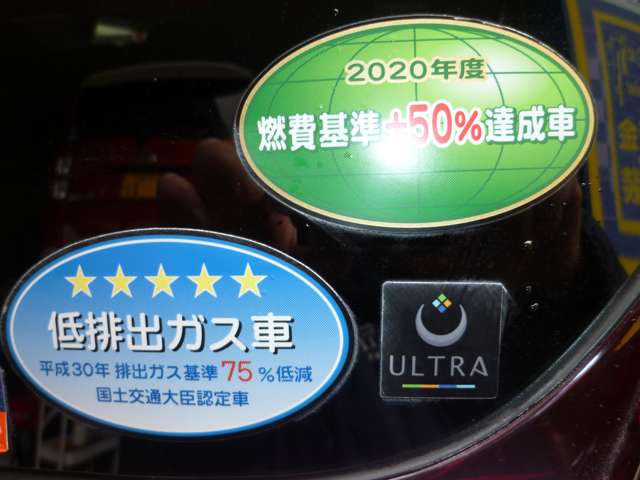 2020年度
燃費基準+50%達成車
★★★★★
低排出ガス車
平成30年 排出ガス基準 75 %低減
国土交通大臣認定車
ULTRA